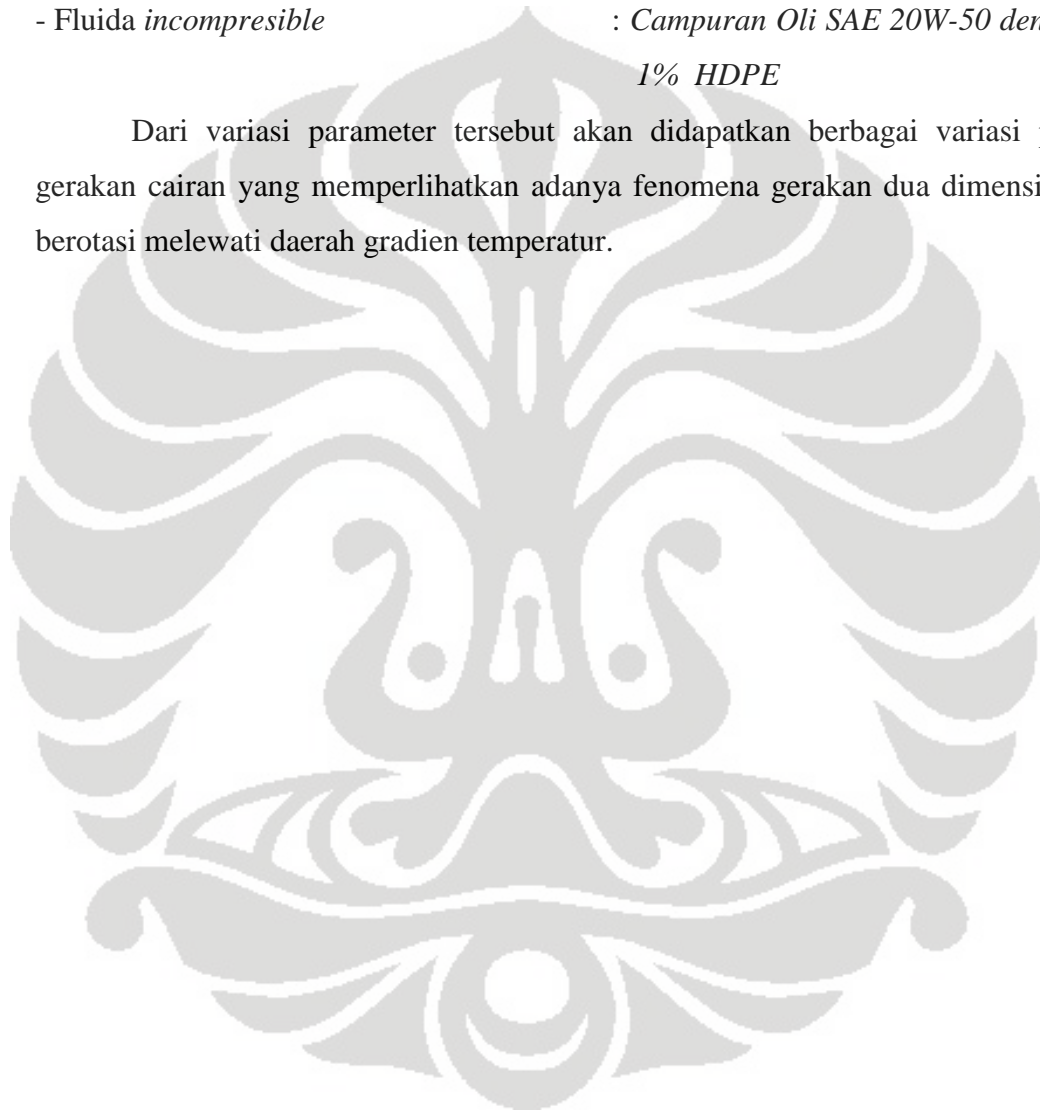 - Fluida incompresible : Campuran Oli SAE 20W-50
1% HDPE
Dari variasi parameter tersebut akan didapatkan berbagai variasi
gerakan cairan yang memperlihatkan adanya fenomena gerakan dua dimensi
berotasi melewati daerah gradien temperatur.